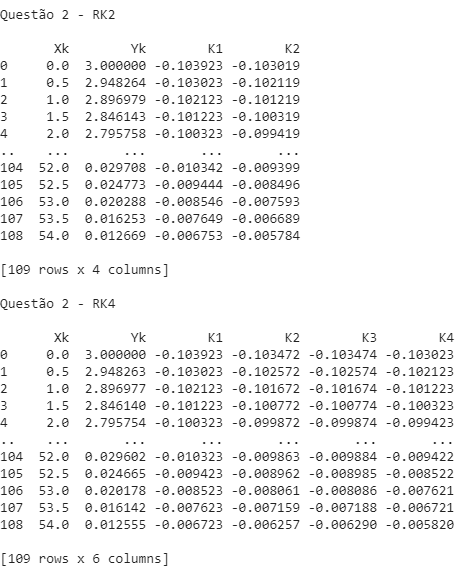 Questão 2 - RK2
Xk Yk K1 K2
0 0.0 3.000000 -0.103923 -0.103019
1 0.5 2.948264 -0.103023 -0.102119
2 1.0 2.896979 -0.102123 -0.101219
3 1.5 2.846143 -0.101223 -0.100319
4 2.0 2.795758 -0.100323 -0.099419
.. ... ... ... ...
104 52.0 0.029708 -0.010342 -0.009399
105 52.5 0.024773 -0.009444 -0.008496
106 53.0 0.020288 -0.008546 -0.007593
107 53.5 0.016253 -0.007649 -0.006689
108 54.0 0.012669 -0.006753 -0.005784
[109 rows x 4 columns]
Questão 2 - RK4
Xk Yk K1 K2 K3 K4
0 0.0 3.000000 -0.103923 -0.103472 -0.103474 -0.103023
1 0.5 2.948263 -0.103023 -0.102572 -0.102574 -0.102123
2 1.0 2.896977 -0.102123 -0.101672 -0.101674 -0.101223
3 1.5 2.846140 -0.101223 -0.100772 -0.100774 -0.100323
4 2.0 2.795754 -0.100323 -0.099872 -0.099874 -0.099423
.. ... ... ... ... ... ...
104 52.0 0.029602 -0.010323 -0.009863 -0.009884 -0.009422
105 52.5 0.024665 -0.009423 -0.008962 -0.008985 -0.008522
106 53.0 0.020178 -0.008523 -0.008061 -0.008086 -0.007621
107 53.5 0.016142 -0.007623 -0.007159 -0.007188 -0.006721
108 54.0 0.012555 -0.006723 -0.006257 -0.006290 -0.005820
[109 rows x 6 columns]